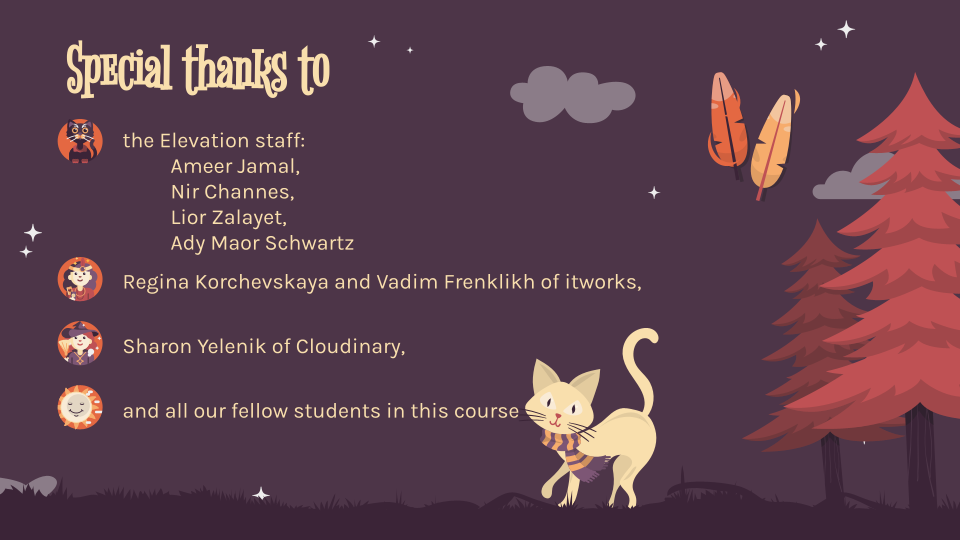 Special thanks to
the Elevation staff:
Ameer Jamal,
Nir Channes,
Lior Zalayet,
Ady Maor Schwartz
Regina Korchevskaya and Vadim Frenklikh of itworks,
Sharon Yelenik of Cloudinary,
and all our fellow students in this course